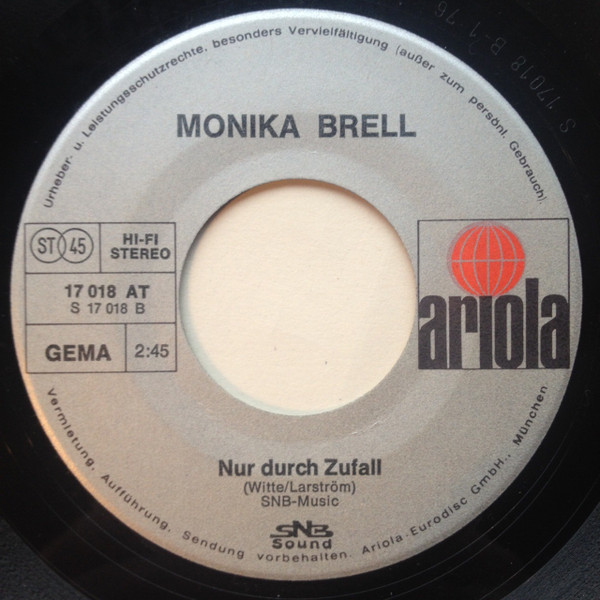 Urheber- u. Leistungsschutzrechte, besonders Vervielfältigung (außer zum persönl. Gebrauch),
S 17018 B-1 76
MONIKA BRELL
ST 45
HI-FI
STEREO
17 018 AT
S 17 018 B
GEMA 2:45
ariola
Nur durch Zufall
(Witte/Larström)
SNB-Music
SNB
Sound
Vermietung, Aufführung, Sendung vorbehalten. Ariola-Eurodisc GmbH., München